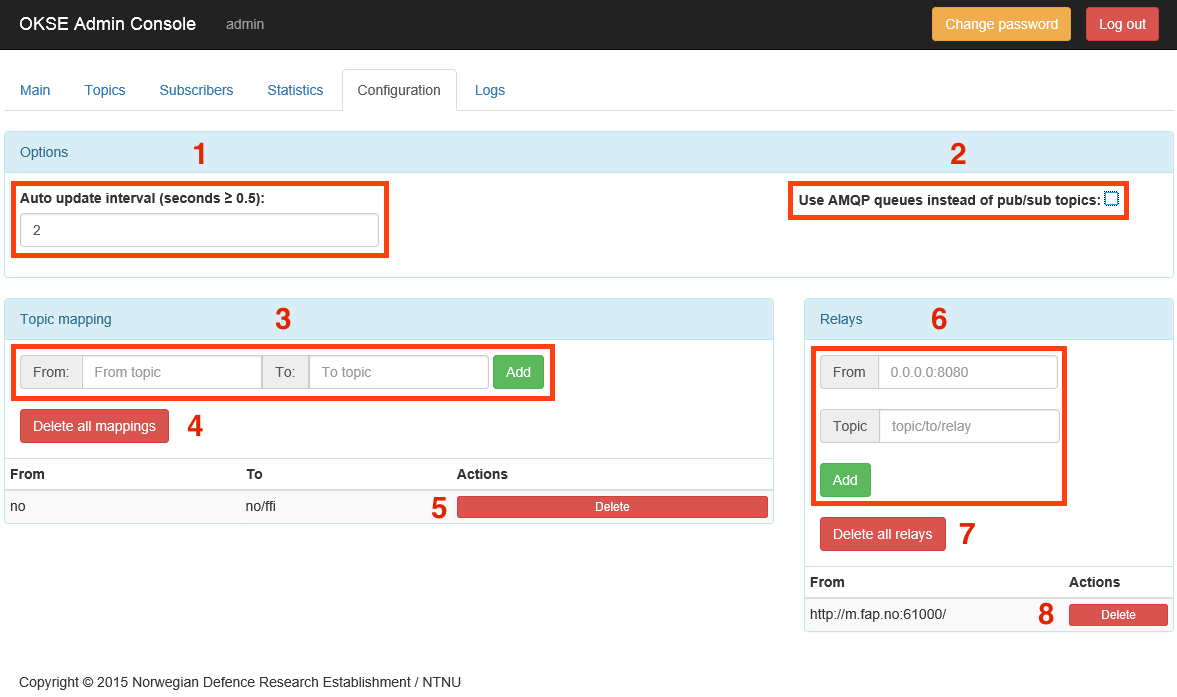 OKSE Admin Console admin Change password Log out
Main Topics Subscribers Statistics Configuration Logs
Options 1 2
Auto update interval (seconds ≥ 0.5): Use AMQP queues instead of pub/sub topics:
2
Topic mapping 3
From: From topic To: To topic Add
Delete all mappings 4
From To Actions
no no/ffi 5 Delete
Relays 6
From 0.0.0.0:8080
Topic topic/to/relay
Add
Delete all relays 7
From Actions
http://m.fap.no:61000/ 8 Delete
Copyright © 2015 Norwegian Defence Research Establishment / NTNU